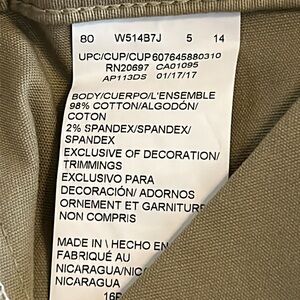 80 W514B7J 5 14
UPC/CUP/CUP607645880310
RN20697 CA01095
AP113DS 01/17/17
BODY/CUERPO/L'ENSEMBLE
98% COTTON/ALGODÓN/
COTON
2% SPANDEX/SPANDEX/
SPANDEX
EXCLUSIVE OF DECORATION/
TRIMMINGS
EXCLUSIVO PARA
DECORACIÓN/ ADORNOS
ORNEMENT ET GARNITURE
NON COMPRIS
MADE IN \ HECHO EN
FABRIQUÉ AU
NICARAGUA/NIC